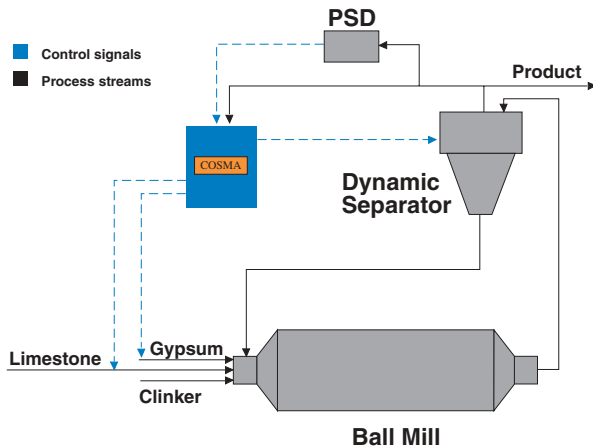 PSD
Control signals
Process streams
Product
COSMA
Dynamic
Separator
Gypsum
Limestone
Clinker
Ball Mill